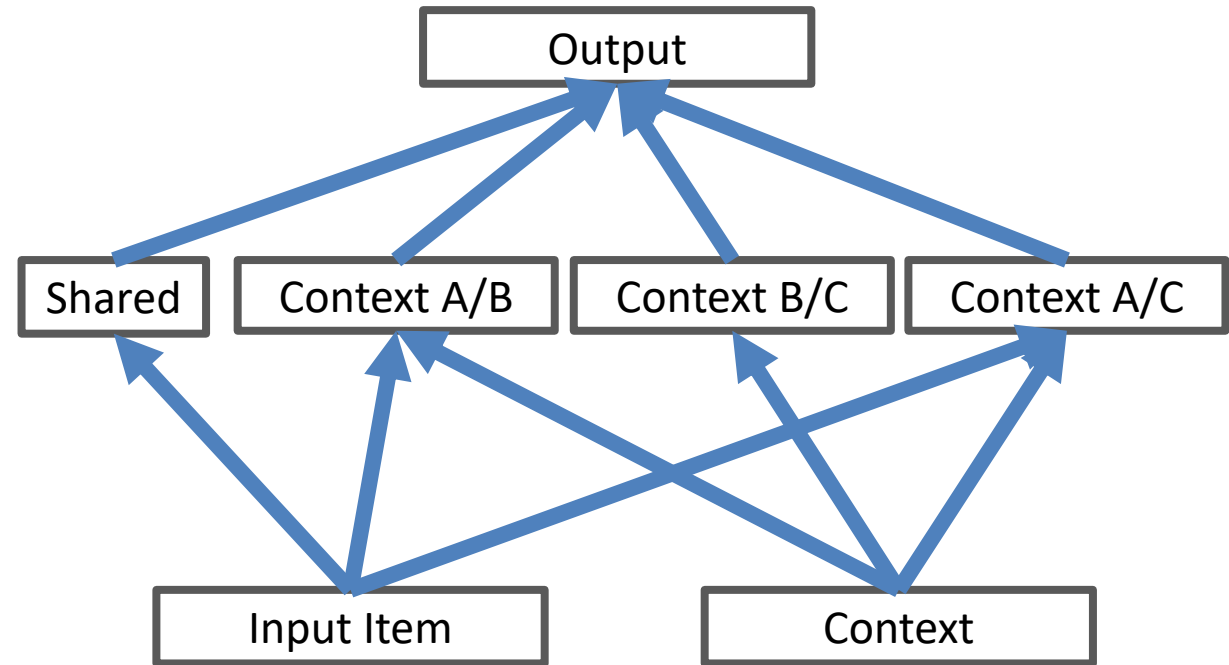 Output
Shared
Context A/B
Context B/C
Context A/C
Input Item
Context